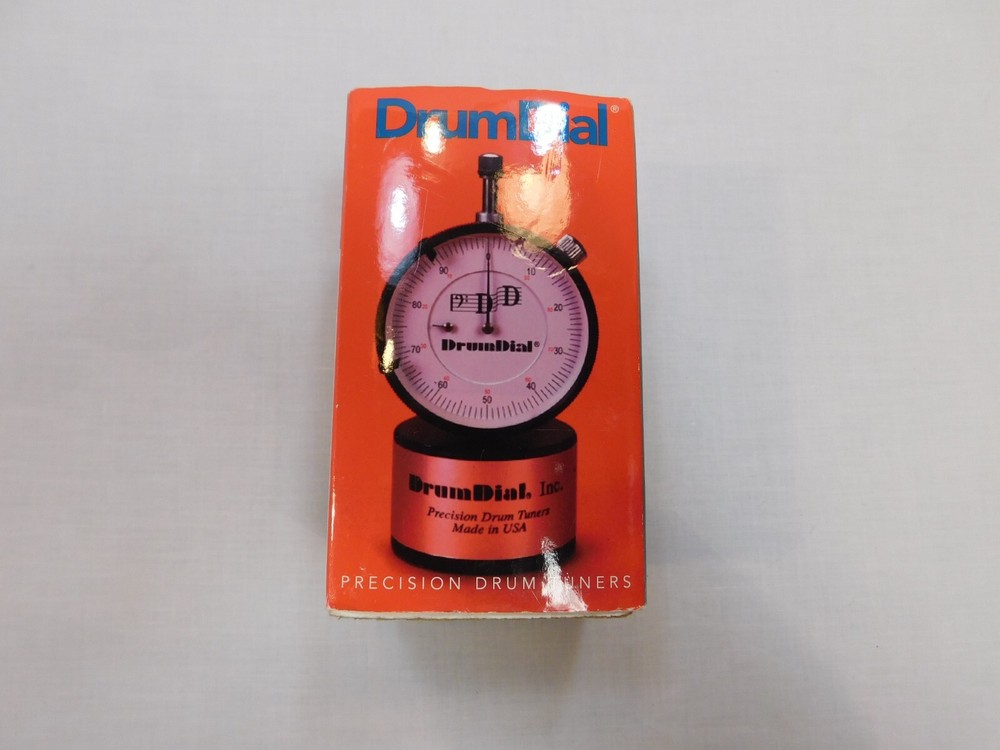 DrumDial®
0
90 10
80 20
D D
DrumDial®
70 30
60 40
50
DrumDial® Inc.
Precision Drum Tuners
Made in USA
PRECISION DRUM TUNERS